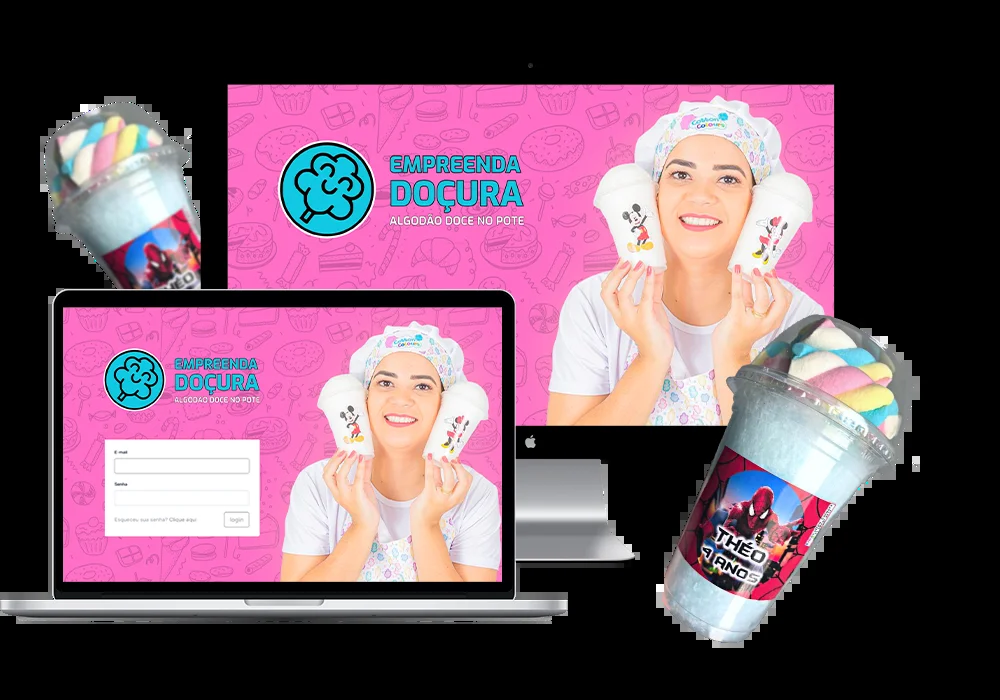 EMPREENDA
DOÇURA
ALGODÃO DOCE NO POTE
EMPREENDA
DOÇURA
ALGODÃO DOCE NO POTE
E-mail
Senha
Esqueceu sua senha? Clique aqui
login
THÉO
4 ANOS